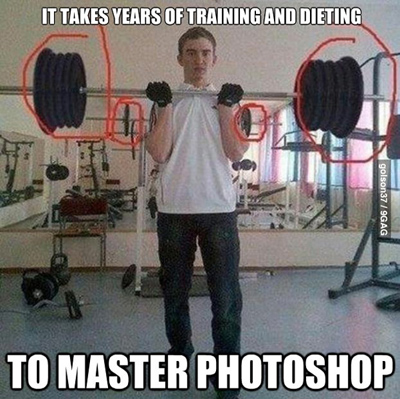 IT TAKES YEARS OF TRAINING AND DIETING
golson37 / 9GAG
TO MASTER PHOTOSHOP